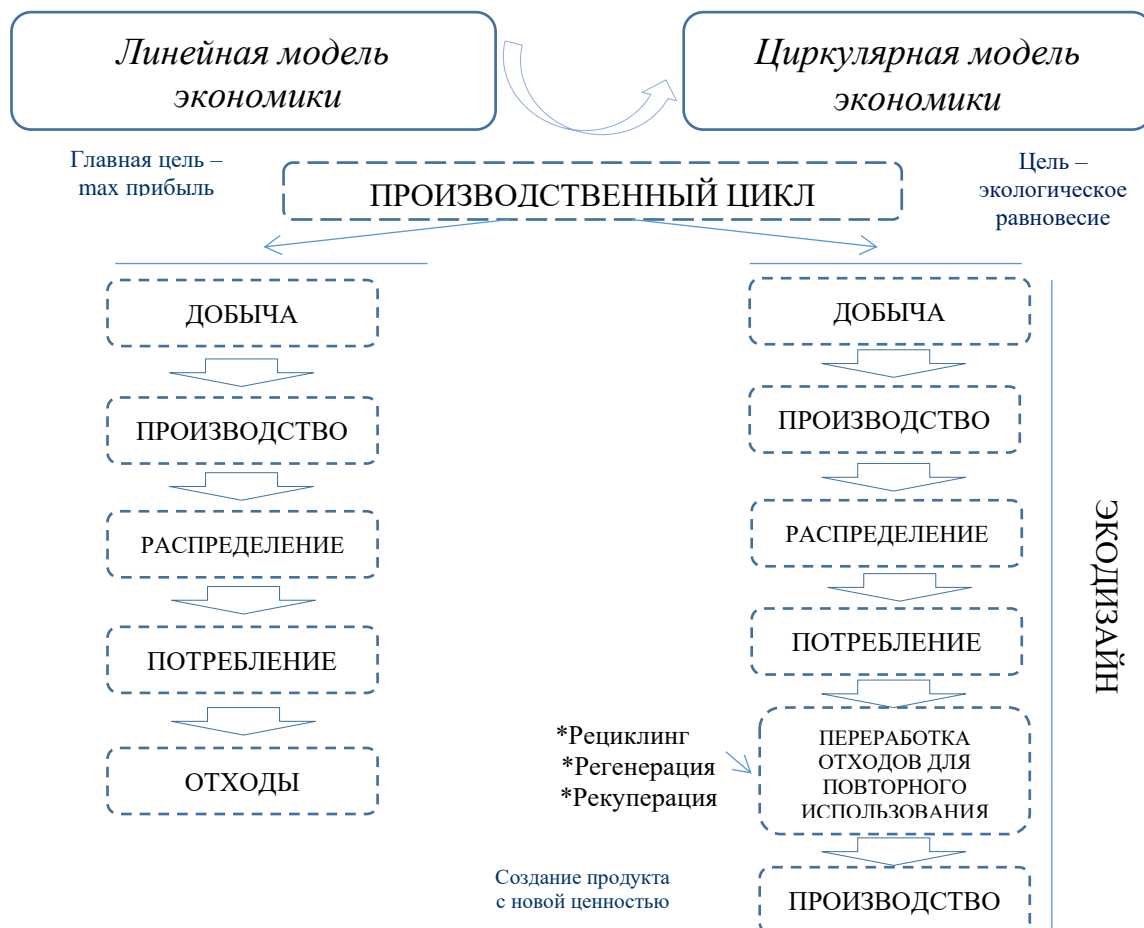 Линейная модель
экономики
Циркулярная модель
экономики
Главная цель –
max прибыль
ПРОИЗВОДСТВЕННЫЙ ЦИКЛ
Цель –
экологическое
равновесие
ДОБЫЧА
ПРОИЗВОДСТВО
РАСПРЕДЕЛЕНИЕ
ПОТРЕБЛЕНИЕ
ОТХОДЫ
ДОБЫЧА
ПРОИЗВОДСТВО
РАСПРЕДЕЛЕНИЕ
ПОТРЕБЛЕНИЕ
*Рециклинг
*Регенерация
*Рекуперация
ПЕРЕРАБОТКА
ОТХОДОВ ДЛЯ
ПОВТОРНОГО
ИСПОЛЬЗОВАНИЯ
Создание продукта
с новой ценностью
ПРОИЗВОДСТВО
ЭКОДИЗАЙН